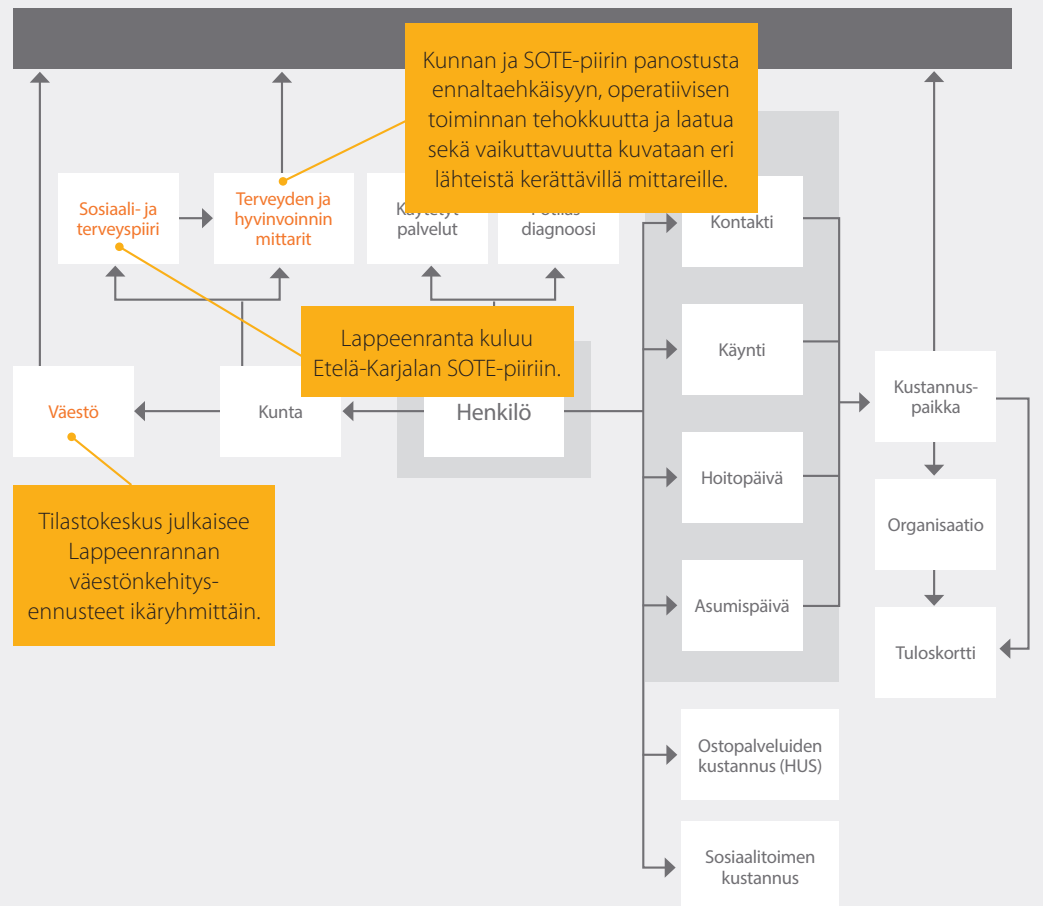 Kunnan ja SOTE-piirin panostusta
ennaltaehkäisyyn, operatiivisen
toiminnan tehokkuutta ja laatua
sekä vaikuttavuutta kuvataan eri
lähteistä kerättävillä mittareille.
Sosiaali- ja
terveyspiiri
Terveyden ja
hyvinvoinnin
mittarit
palvelut
diagnoosi
Kontakti
Lappeenranta kuluu
Etelä-Karjalan SOTE-piiriin.
Käynti
Väestö
Kunta
Henkilö
Kustannus-
paikka
Hoitopäivä
Tilastokeskus julkaisee
Lappeenrannan
väestönkehitys-
ennusteet ikäryhmittäin.
Organisaatio
Asumispäivä
Tuloskortti
Ostopalveluiden
kustannus (HUS)
Sosiaalitoimen
kustannus